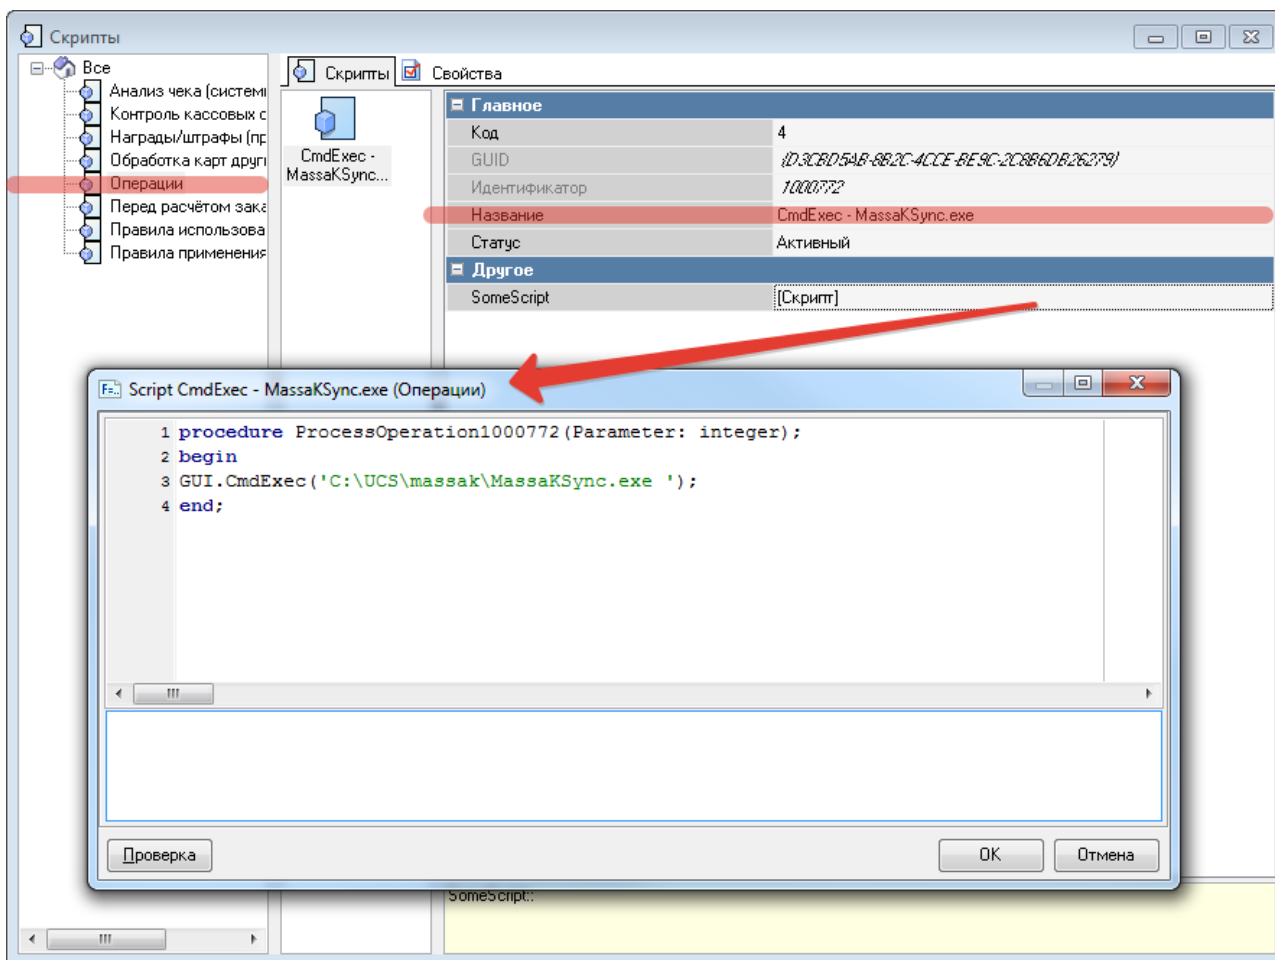 Скрипты
Все
Анализ чека (систем
Контроль кассовых с
Награды/штрафы (пр
Обработка карт други
Операции
Перед расчётом зака
Правила использова
Правила применения
Скрипты
Свойства
CmdExec -
MassaKSync...
Главное
Код 4
GUID {D3CBD5AB-8B2C-4CCE-BE9C-2C8B6DB26279}
Идентификатор 1000772
Название CmdExec - MassaKSync.exe
Статус Активный
Другое
SomeScript [Скрипт]
Script CmdExec - MassaKSync.exe (Операции)
1 procedure ProcessOperation1000772(Parameter: integer);
2 begin
3 GUI.CmdExec('C:\UCS\massak\MassaKSync.exe ');
4 end;
Проверка
OK
Отмена
SomeScript::